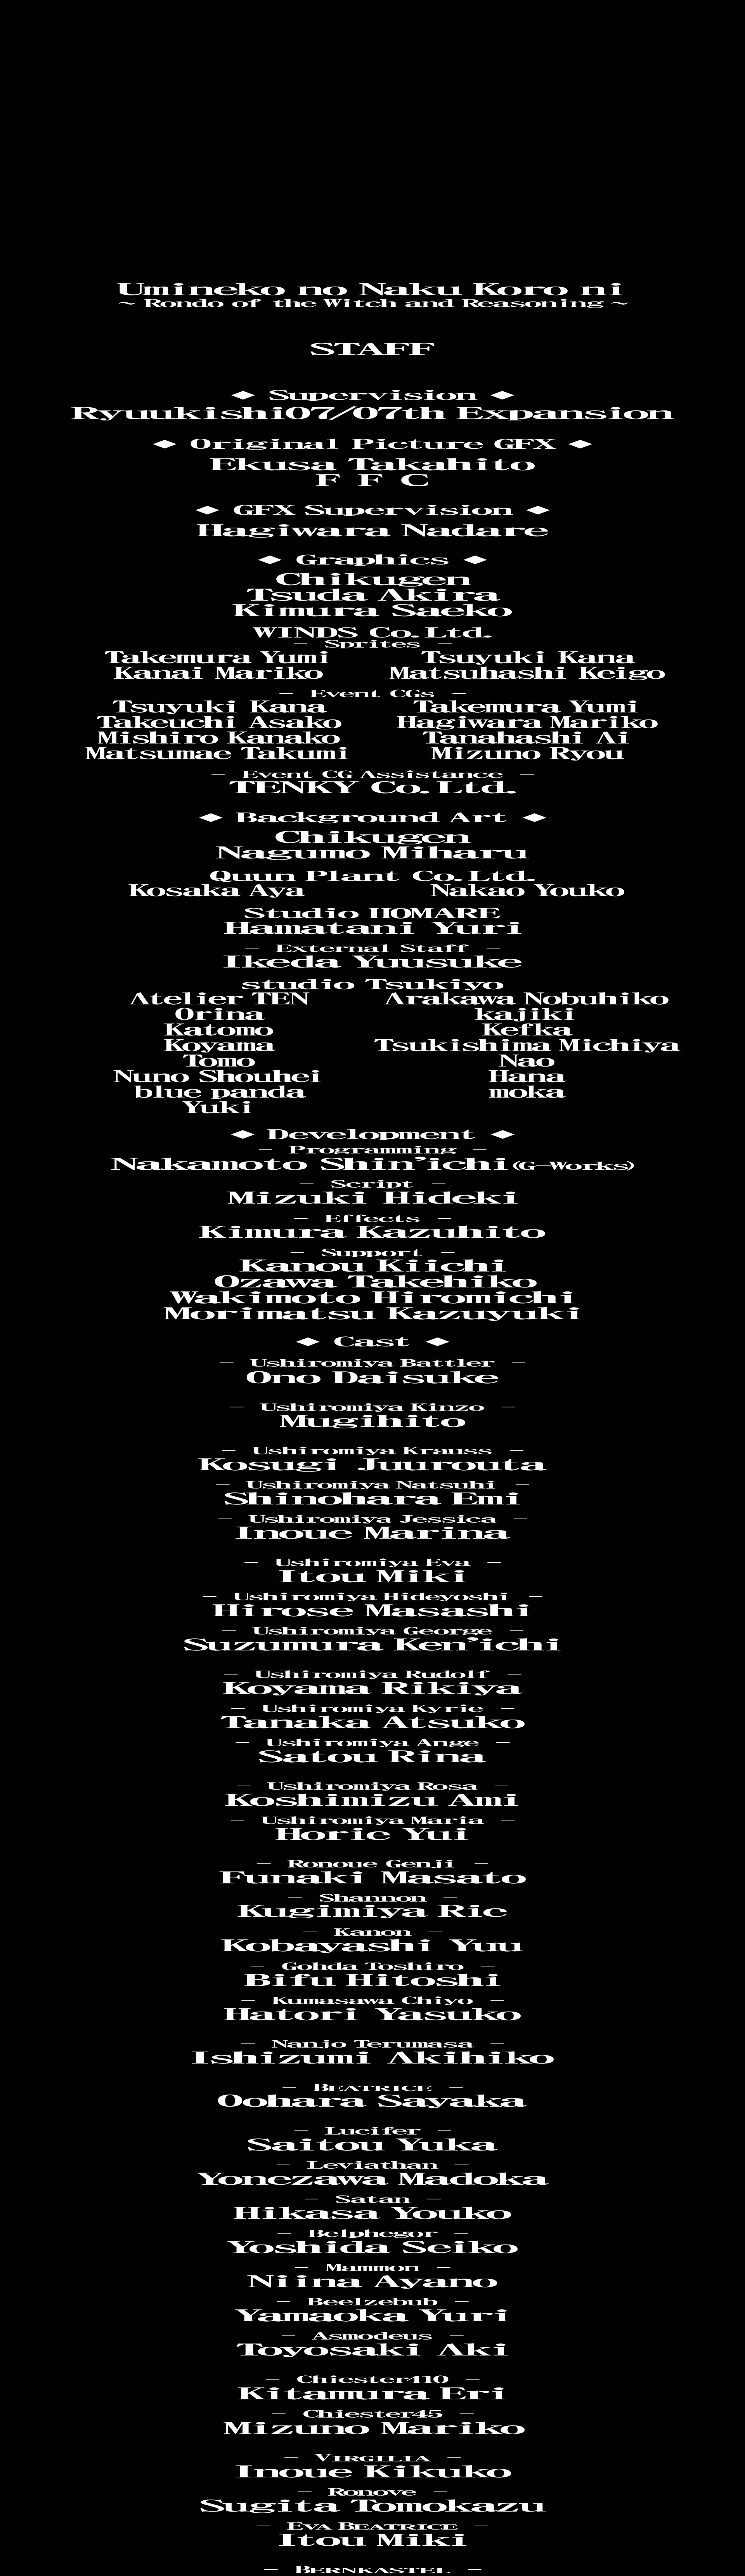 Umineko no Naku Koro ni
~ Rondo of the Witch and Reasoning ~
STAFF
◆ Supervision ◆
Ryuukishi07/07th Expansion
◆ Original Picture GFX ◆
Ekusa Takahito
F F C
◆ GFX Supervision ◆
Hagiwara Nadare
◆ Graphics ◆
Chikugen
Tsuda Akira
Kimura Saeko
WINDS Co.Ltd.
— Sprites —
Takemura Yumi Tsuyuki Kana
Kanai Mariko Matsuhashi Keigo
— Event CGs —
Tsuyuki Kana Takemura Yumi
Takeuchi Asako Hagiwara Mariko
Mishiro Kanako Tanahashi Ai
Matsumae Takumi Mizuno Ryou
— Event CG Assistance —
TENKY Co.Ltd.
◆ Background Art ◆
Chikugen
Nagumo Miharu
Quun Plant Co.Ltd.
Kosaka Aya Nakao Youko
Studio HOMARE
Hamatani Yuri
— External Staff —
Ikeda Yuusuke
studio Tsukiyo
Atelier TEN Arakawa Nobuhiko
Orina kajiki
Katomo Kefka
Koyama Tsukishima Michiya
Tomo Nao
Nuno Shouhei Hana
blue panda moka
Yuki
◆ Development ◆
— Programming —
Nakamoto Shin'ichi(G-Works)
— Script —
Mizuki Hideki
— Effects —
Kimura Kazuhito
— Support —
Kanou Kiichi
Ozawa Takehiko
Wakimoto Hiromichi
Morimatsu Kazuyuki
◆ Cast ◆
— Ushiromiya Battler —
Ono Daisuke
— Ushiromiya Kinzo —
Mugihito
— Ushiromiya Krauss —
Kosugi Juurouta
— Ushiromiya Natsuhi —
Shinohara Emi
— Ushiromiya Jessica —
Inoue Marina
— Ushiromiya Eva —
Itou Miki
— Ushiromiya Hideyoshi —
Hirose Masashi
— Ushiromiya George —
Suzumura Ken'ichi
— Ushiromiya Rudolf —
Koyama Rikiya
— Ushiromiya Kyrie —
Tanaka Atsuko
— Ushiromiya Ange —
Satou Rina
— Ushiromiya Rosa —
Koshimizu Ami
— Ushiromiya Maria —
Horie Yui
— Ronoue Genji —
Funaki Masato
— Shannon —
Kugimiya Rie
— Kanon —
Kobayashi Yuu
— Gohda Toshiro —
Bifu Hitoshi
— Kumasawa Chiyo —
Hatori Yasuko
— Nanjo Terumasa —
Ishizumi Akihiko
— BEATRICE —
Oohara Sayaka
— Lucifer —
Saitou Yuka
— Leviathan —
Yonezawa Madoka
— Satan —
Hikasa Youko
— Belphegor —
Yoshida Seiko
— Mammon —
Niina Ayano
— Beelzebub —
Yamaoka Yuri
— Asmodeus —
Toyosaki Aki
— Chiester410 —
Kitamura Eri
— Chiester45 —
Mizuno Mariko
— VIRGILIA —
Inoue Kikuko
— Ronove —
Sugita Tomokazu
— EVA BEATRICE —
Itou Miki
— BERNKASTEL —